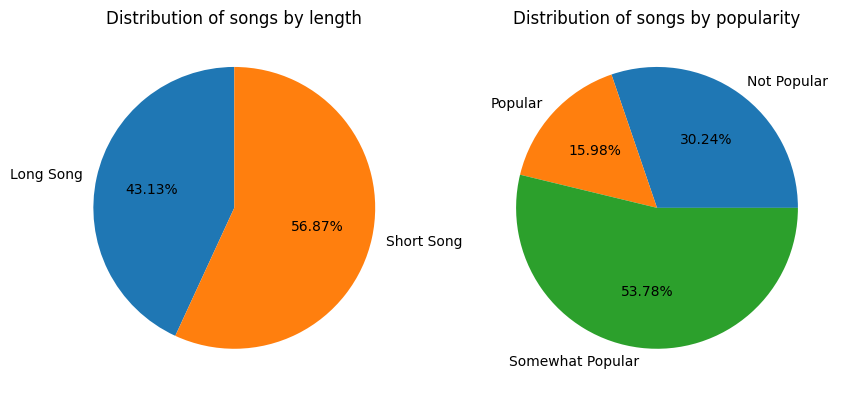 Distribution of songs by length
Long Song
43.13%
56.87%
Short Song
Distribution of songs by popularity
Not Popular
Popular
30.24%
15.98%
53.78%
Somewhat Popular